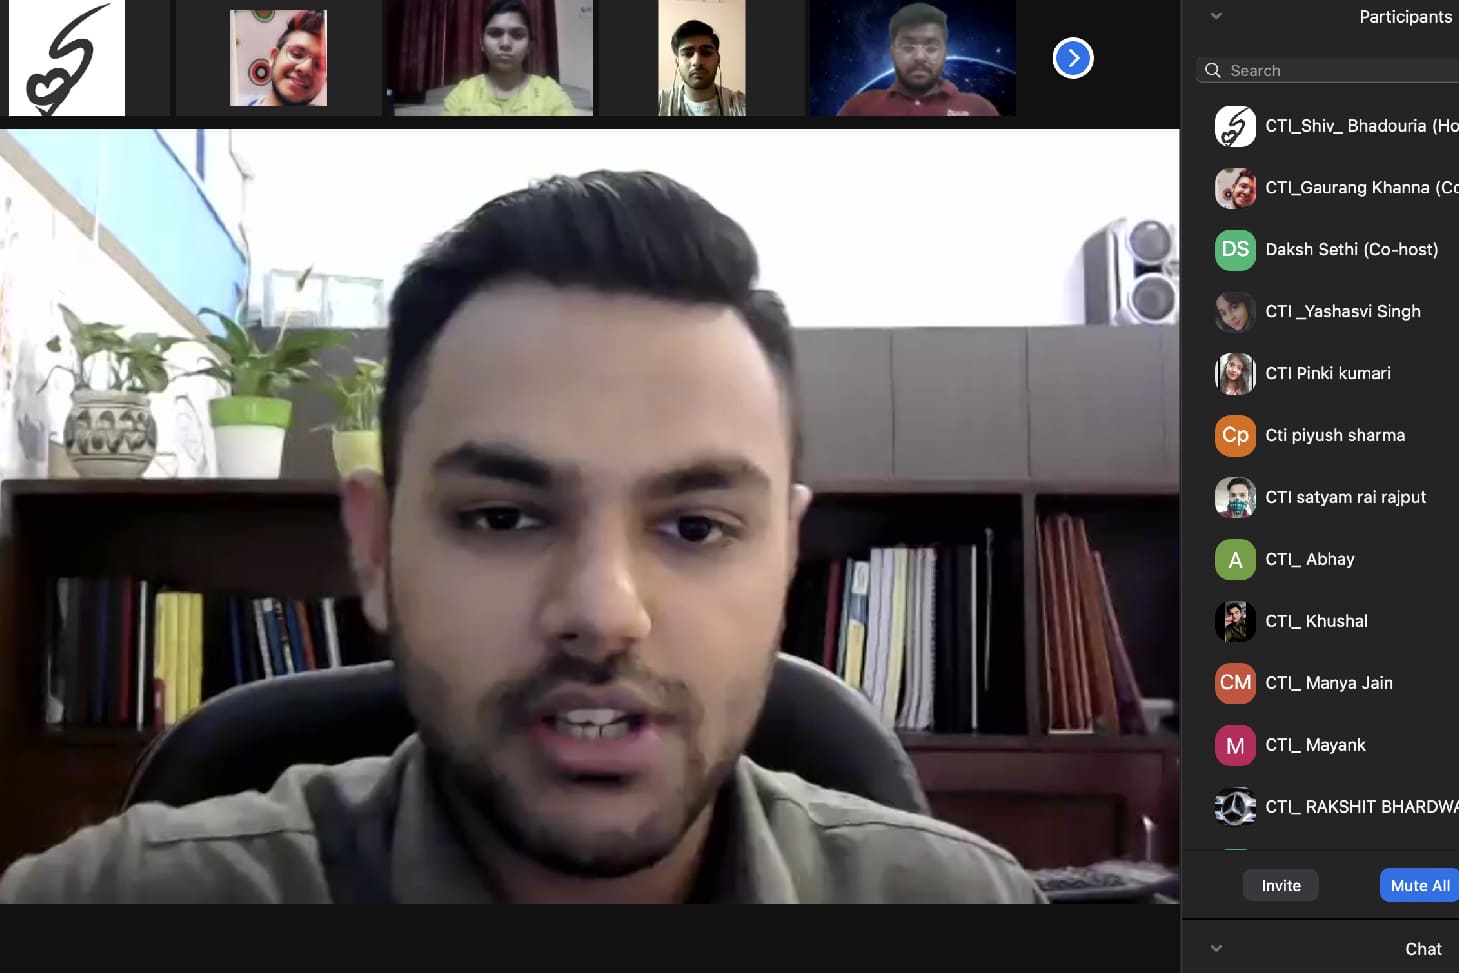 Participants
Search
CTI_Shiv_ Bhadouria (Ho
CTI_Gaurang Khanna (Co
DS
Daksh Sethi (Co-host)
CTI _Yashasvi Singh
CTI Pinki kumari
Cp
Cti piyush sharma
CTI satyam rai rajput
A
CTI_ Abhay
CTI_ Khushal
CM
CTI_ Manya Jain
M
CTI_ Mayank
CTI_ RAKSHIT BHARDWA
Invite
Mute All
Chat